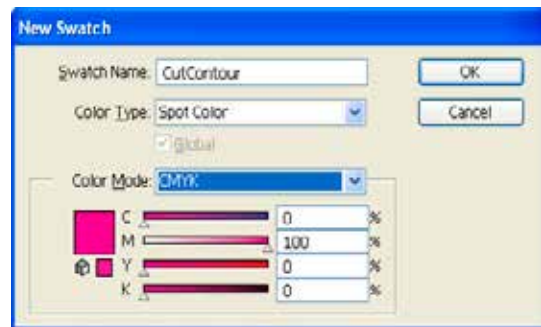 New Swatch
Swatch Name: CutContour
OK
Color Type: Spot Color
Cancel
Global
Color Mode: CMYK
C 0 %
M 100 %
Y 0 %
K 0 %